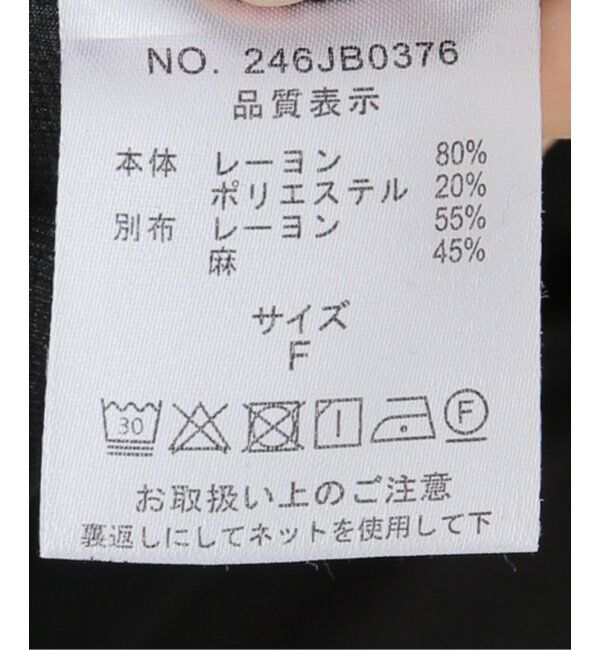 NO. 246JB0376
品質表示
本体 レーヨン 80%
ポリエステル 20%
別布 レーヨン 55%
麻 45%
サイズ
F
30 F
お取扱い上のご注意
裏返しにしてネットを使用して下